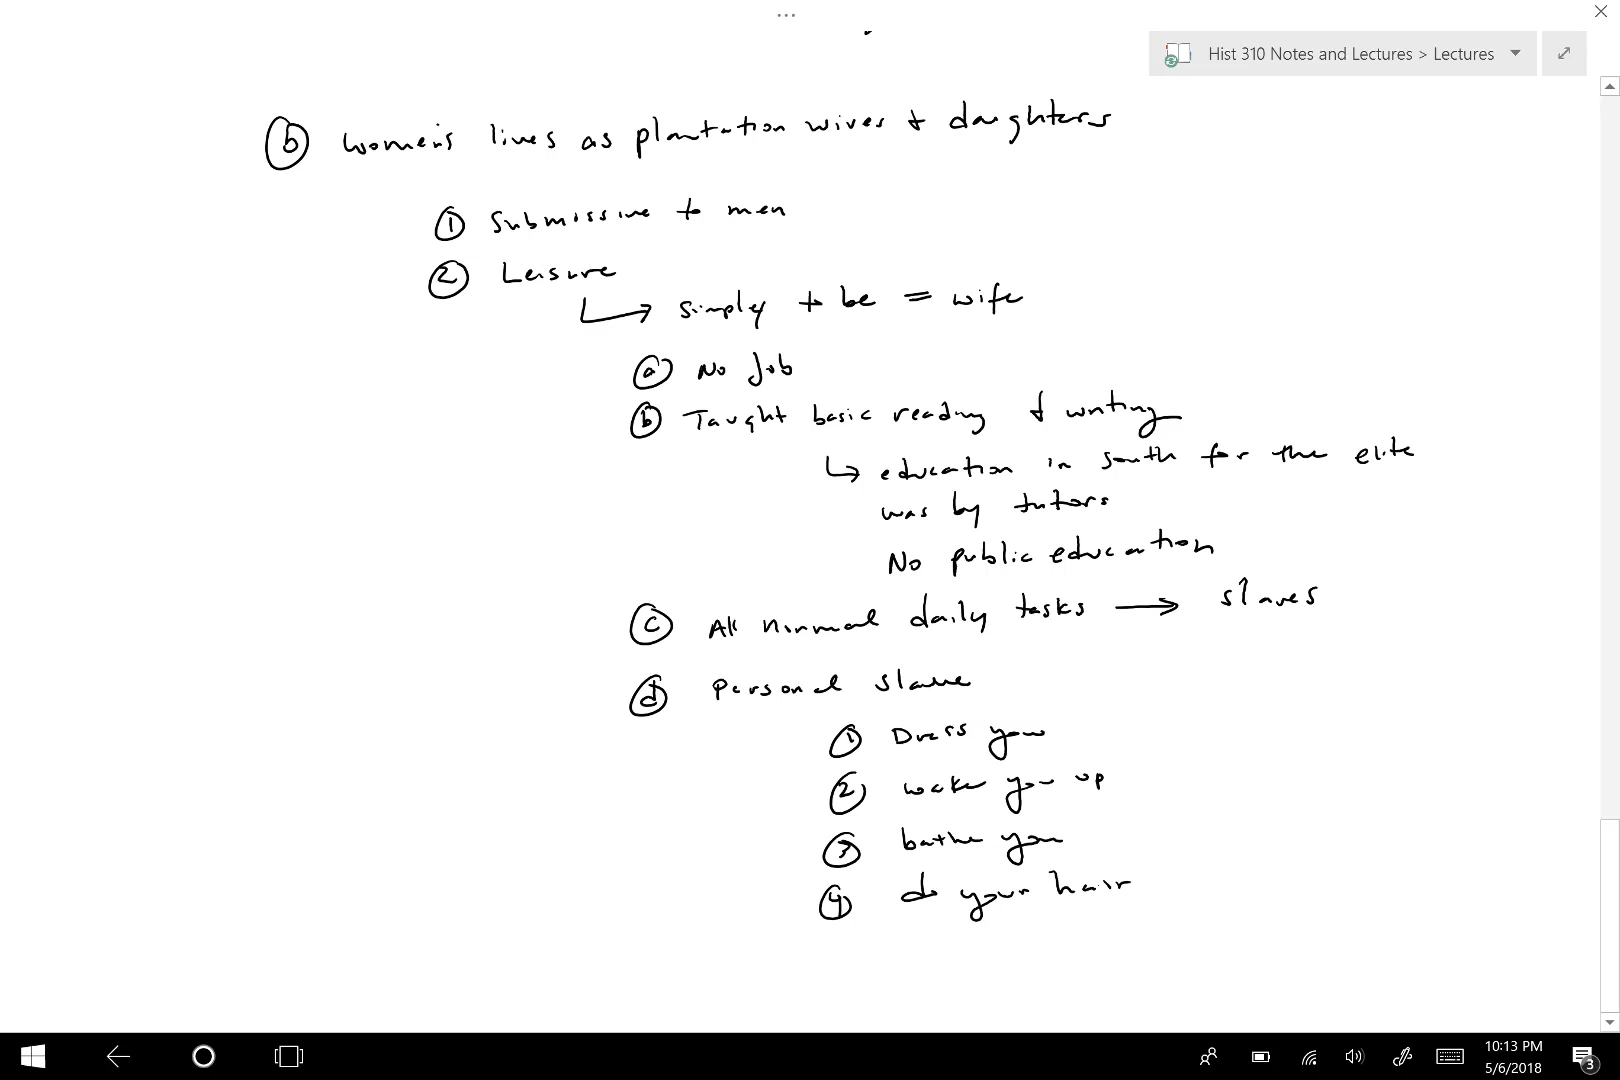 Hist 310 Notes and Lectures > Lectures
b women's lives as plantation wives + daughters
1 Submissive to men
2 Leisure
↳ simply to be = wife
a No Job
b Taught basic reading & writing
↳ education in south for the elite
was by tutors
No public education
c All normal daily tasks → slaves
d Personal slave
1 Dress you
2 wake you up
3 bathe you
4 do your hair
10:13 PM
5/6/2018
3